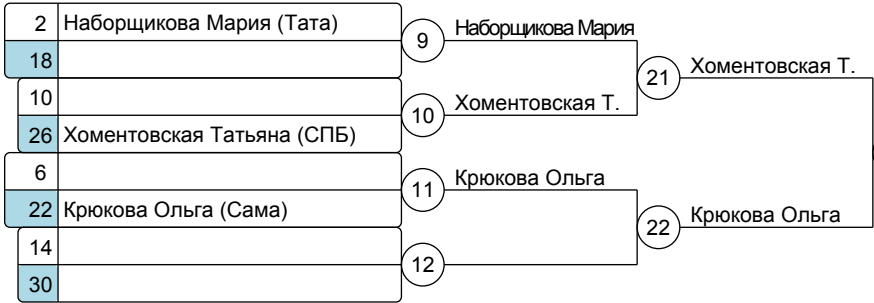 2 Наборщикова Мария (Тата)
18
9 Наборщикова Мария
10
26 Хоментовская Татьяна (СПБ)
10 Хоментовская Т.
21 Хоментовская Т.
6
22 Крюкова Ольга (Сама)
11 Крюкова Ольга
14
30
12
22 Крюкова Ольга